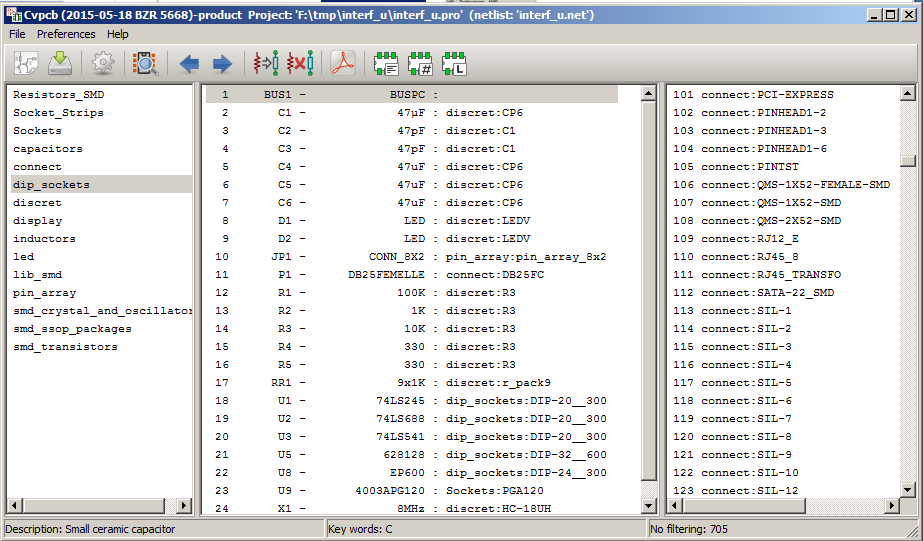 Cvpcb (2015-05-18 BZR 5668)-product Project: 'F:\tmp\interf_u\interf_u.pro' (netlist: 'interf_u.net')
File Preferences Help
Resistors_SMD
Socket_Strips
Sockets
capacitors
connect
dip_sockets
discret
display
inductors
led
lib_smd
pin_array
smd_crystal_and_oscillator
smd_ssop_packages
smd_transistors
1 BUS1 - BUSPC :
2 C1 - 47µF : discret:CP6
3 C2 - 47pF : discret:C1
4 C3 - 47pF : discret:C1
5 C4 - 47uF : discret:CP6
6 C5 - 47uF : discret:CP6
7 C6 - 47uF : discret:CP6
8 D1 - LED : discret:LEDV
9 D2 - LED : discret:LEDV
10 JP1 - CONN_8X2 : pin_array:pin_array_8x2
11 P1 - DB25FEMELLE : connect:DB25FC
12 R1 - 100K : discret:R3
13 R2 - 1K : discret:R3
14 R3 - 10K : discret:R3
15 R4 - 330 : discret:R3
16 R5 - 330 : discret:R3
17 RR1 - 9x1K : discret:r_pack9
18 U1 - 74LS245 : dip_sockets:DIP-20__300
19 U2 - 74LS688 : dip_sockets:DIP-20__300
20 U3 - 74LS541 : dip_sockets:DIP-20__300
21 U5 - 628128 : dip_sockets:DIP-32__600
22 U8 - EP600 : dip_sockets:DIP-24__300
23 U9 - 4003APG120 : Sockets:PGA120
24 X1 - 8MHz : discret:HC-18UH
101 connect:PCI-EXPRESS
102 connect:PINHEAD1-2
103 connect:PINHEAD1-3
104 connect:PINHEAD1-6
105 connect:PINTST
106 connect:QMS-1X52-FEMALE-SMD
107 connect:QMS-1X52-SMD
108 connect:QMS-2X52-SMD
109 connect:RJ12_E
110 connect:RJ45_8
111 connect:RJ45_TRANSFO
112 connect:SATA-22_SMD
113 connect:SIL-1
114 connect:SIL-2
115 connect:SIL-3
116 connect:SIL-4
117 connect:SIL-5
118 connect:SIL-6
119 connect:SIL-7
120 connect:SIL-8
121 connect:SIL-9
122 connect:SIL-10
123 connect:SIL-12
Description: Small ceramic capacitor
Key words: C
No filtering: 705